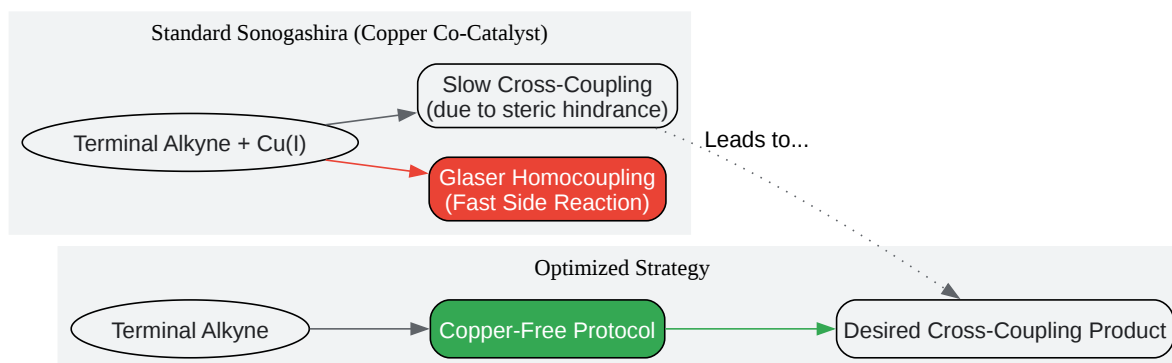 Standard Sonogashira (Copper Co-Catalyst)
Slow Cross-Coupling
(due to steric hindrance)
Terminal Alkyne + Cu(I)
Leads to...
Glaser Homocoupling
(Fast Side Reaction)
Optimized Strategy
Terminal Alkyne
Copper-Free Protocol
Desired Cross-Coupling Product